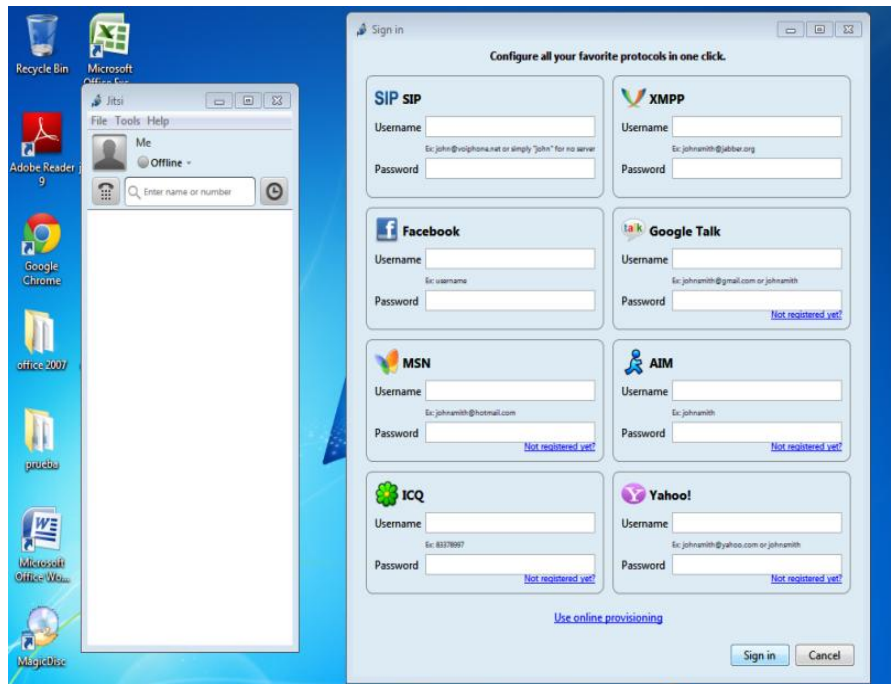 Recycle Bin
Microsoft
Adobe Reader
9
Google
Chrome
office 2007
prueba
Microsoft
Office Wo...
MagicDisc
Jitsi
File Tools Help
Me
Offline
Enter name or number
Sign in
Configure all your favorite protocols in one click.
SIP SIP
Username
Ex: john@voiphone.net or simply "john" for no server
Password
XMPP
Username
Ex: johnsmith@jabber.org
Password
Facebook
Username
Ex: username
Password
talk Google Talk
Username
Ex: johnsmith@gmail.com or johnsmith
Password
Not registered yet?
MSN
Username
Ex: johnsmith@hotmail.com
Password
Not registered yet?
AIM
Username
Ex: johnsmith
Password
Not registered yet?
ICQ
Username
Ex: 83378997
Password
Not registered yet?
Yahoo!
Username
Ex: johnsmith@yahoo.com or johnsmith
Password
Not registered yet?
Use online provisioning
Sign in
Cancel